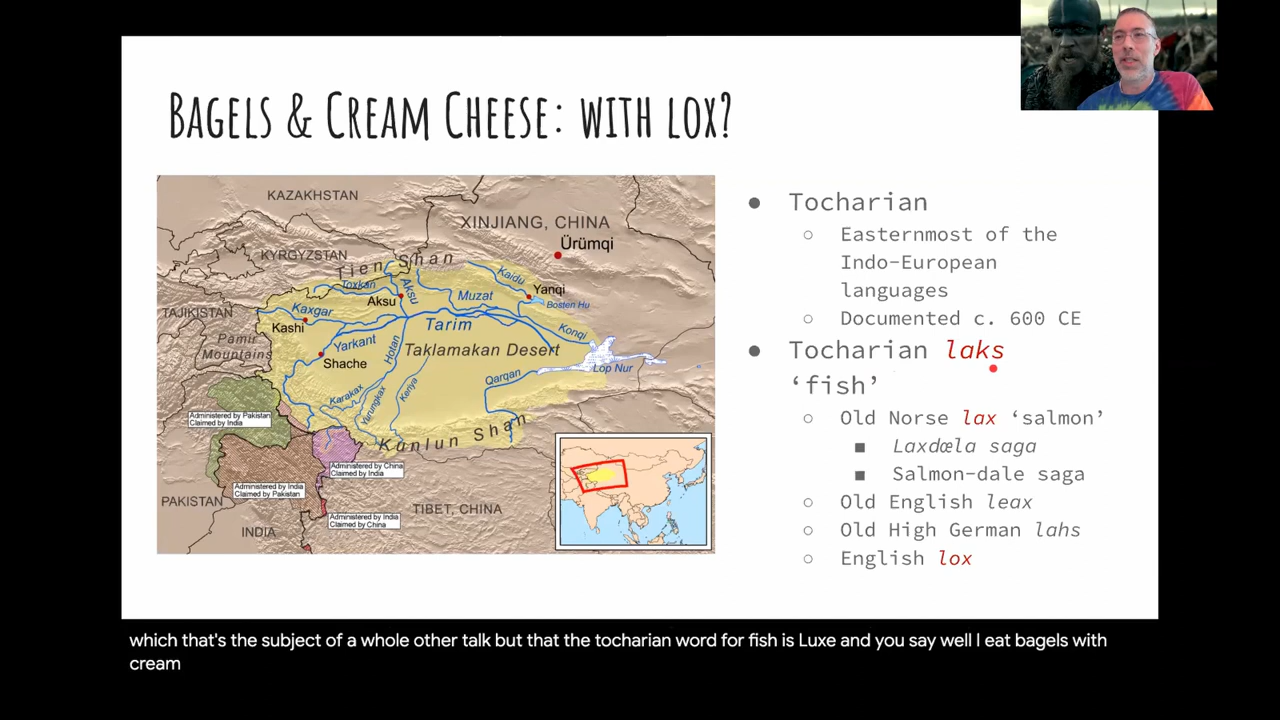 BAGELS & CREAM CHEESE: WITH LOX?
KAZAKHSTAN
XINJIANG, CHINA
Ürümqi
KYRGYZSTAN
Tien Shan
Kaidu
Toxkan
Aksu
Aksu
Muzat
Yanqi
Bosten Hu
TAJIKISTAN
Kaxgar
Kashi
Tarim
Konqi
Pamir
Mountains
Yarkant
Hotan
Taklamakan Desert
Shache
Lop Nur
Qarqan
Karakax
Yurungkax
Keriya
Administered by Pakistan
Claimed by India
Kunlun Shan
Administered by China
Claimed by India
Administered by India
Claimed by Pakistan
PAKISTAN
TIBET, CHINA
Administered by India
Claimed by China
INDIA
● Tocharian
○ Easternmost of the
Indo-European
languages
○ Documented c. 600 CE
● Tocharian laks
‘fish’
○ Old Norse lax ‘salmon’
■ Laxdœla saga
■ Salmon-dale saga
○ Old English leax
○ Old High German lahs
○ English lox
which that's the subject of a whole other talk but that the tocharian word for fish is Luxe and you say well I eat bagels with
cream